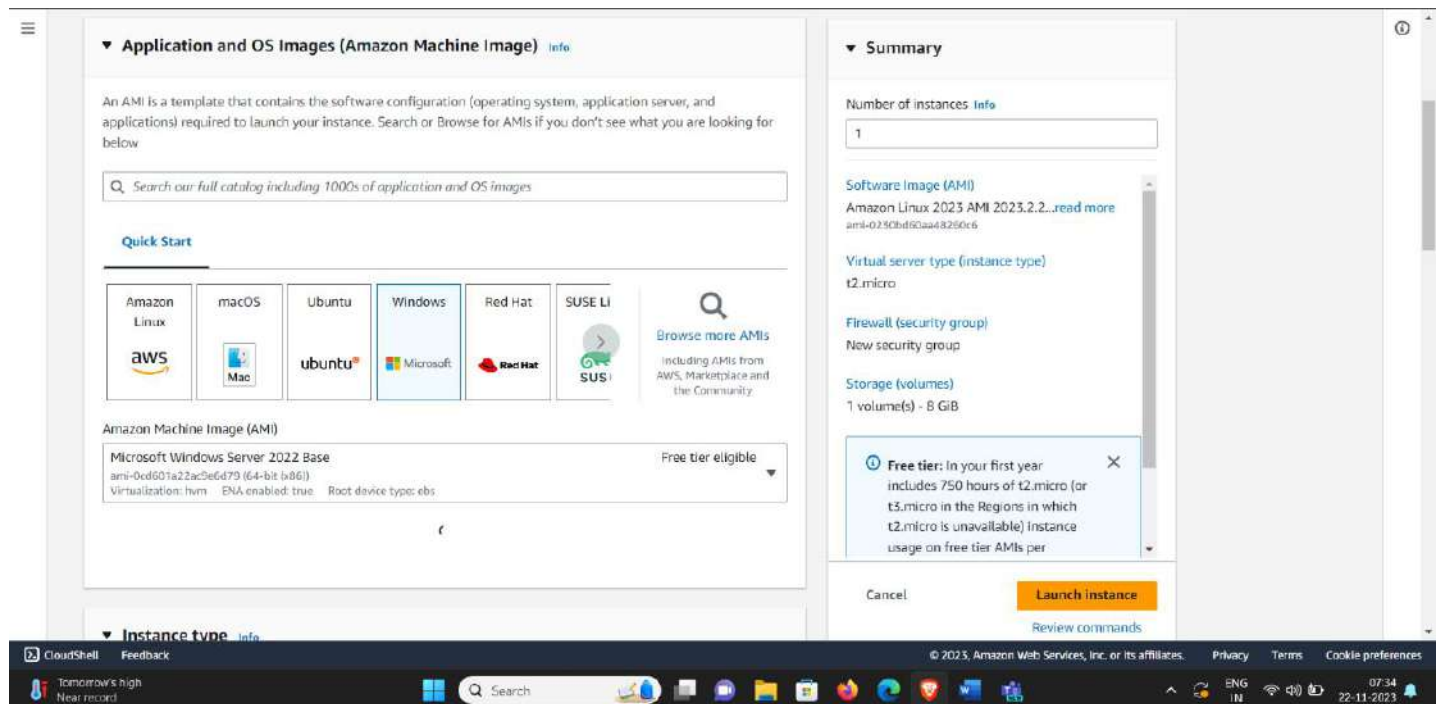 Application and OS Images (Amazon Machine Image) Info
An AMI is a template that contains the software configuration (operating system, application server, and
applications) required to launch your instance. Search or Browse for AMIs if you don't see what you are looking for
below
Search our full catalog including 1000s of application and OS images
Quick Start
Amazon
Linux
aws
macOS
Mac
Ubuntu
ubuntu
Windows
Microsoft
Red Hat
Red Hat
SUSE Li
SUS
Browse more AMIs
Including AMIs from
AWS, Marketplace and
the Community
Amazon Machine Image (AMI)
Microsoft Windows Server 2022 Base
Free tier eligible
ami-0cd601a22ac9e6d79 (64-bit (x86))
Virtualization: hvm ENA enabled: true Root device type: ebs
Instance type Info
Summary
Number of instances Info
1
Software Image (AMI)
Amazon Linux 2023 AMI 2023.2.2...read more
ami-0230bd60aa48260c6
Virtual server type (instance type)
t2.micro
Firewall (security group)
New security group
Storage (volumes)
1 volume(s) - 8 GiB
Free tier: In your first year
includes 750 hours of t2.micro (or
t3.micro in the Regions in which
t2.micro is unavailable) instance
usage on free tier AMIs per
Cancel
Launch instance
Review commands
CloudShell Feedback
© 2023, Amazon Web Services, Inc. or its affiliates. Privacy Terms Cookie preferences
Tomorrow's high
Near record
Search
ENG
IN
07:34
22-11-2023